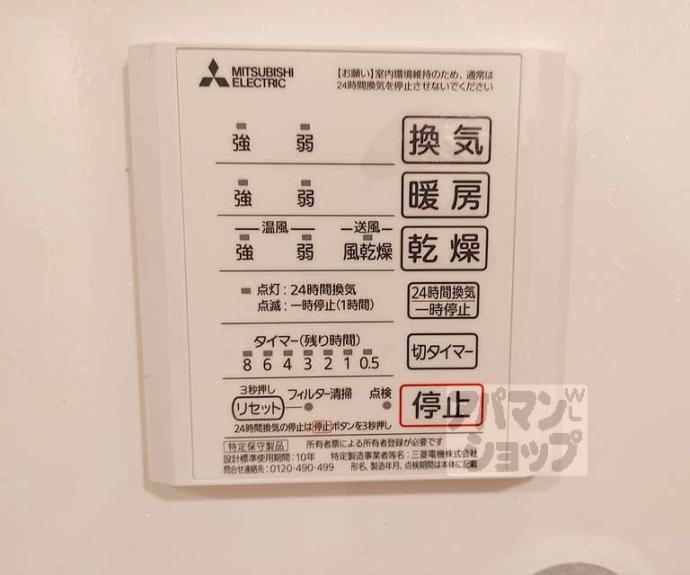 MITSUBISHI
ELECTRIC
【お願い】室内環境維持のため、通常は
24時間換気を停止させないでください
強 弱 換気
強 弱 暖房
温風 送風
強 弱 風乾燥 乾燥
点灯:24時間換気
点滅:一時停止(1時間)
24時間換気
一時停止
タイマー(残り時間)
8 6 4 3 2 1 0.5
切タイマー
3秒押し
リセット フィルター清掃 点検
停止
24時間換気の停止は停止ボタンを3秒押し
特定保守製品 所有者票による所有者登録が必要です
設計標準使用期間:10年 特定製造事業者等名:三菱電機株式会社
問合せ連絡先:0120-490-499 形名、製造年月、点検期間は本体に記載
アパマン
ショップ
WLC